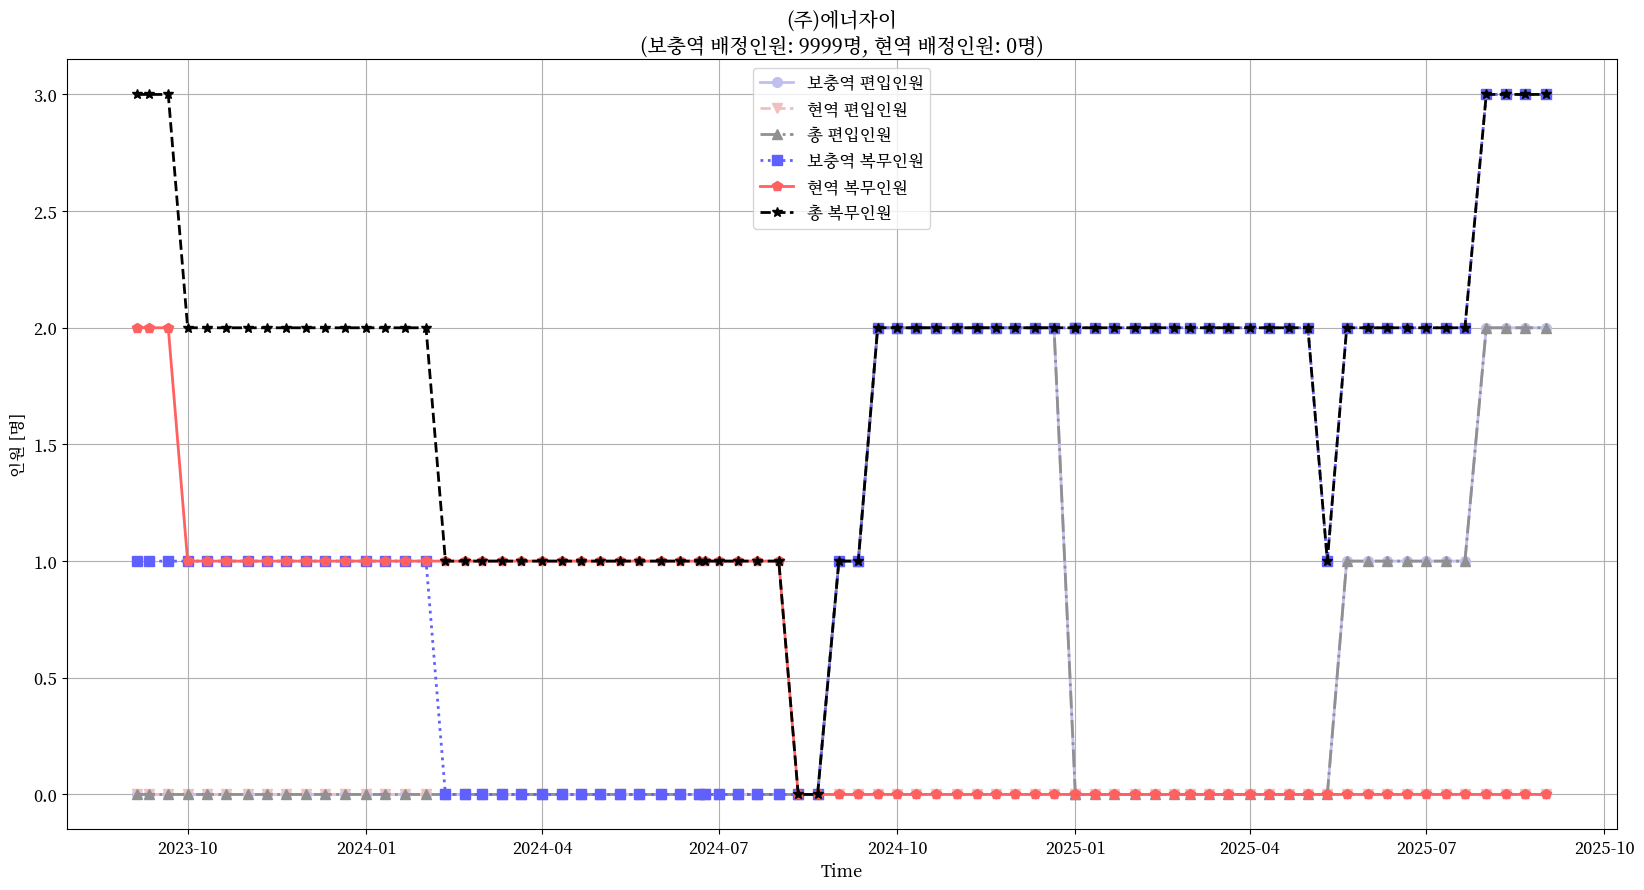 (주)에너자이
(보충역 배정인원: 9999명, 현역 배정인원: 0명)
보충역 편입인원
현역 편입인원
총 편입인원
보충역 복무인원
현역 복무인원
총 복무인원
3.0
2.5
2.0
1.5
1.0
0.5
0.0
인원 [명]
2023-10
2024-01
2024-04
2024-07
2024-10
2025-01
2025-04
2025-07
2025-10
Time